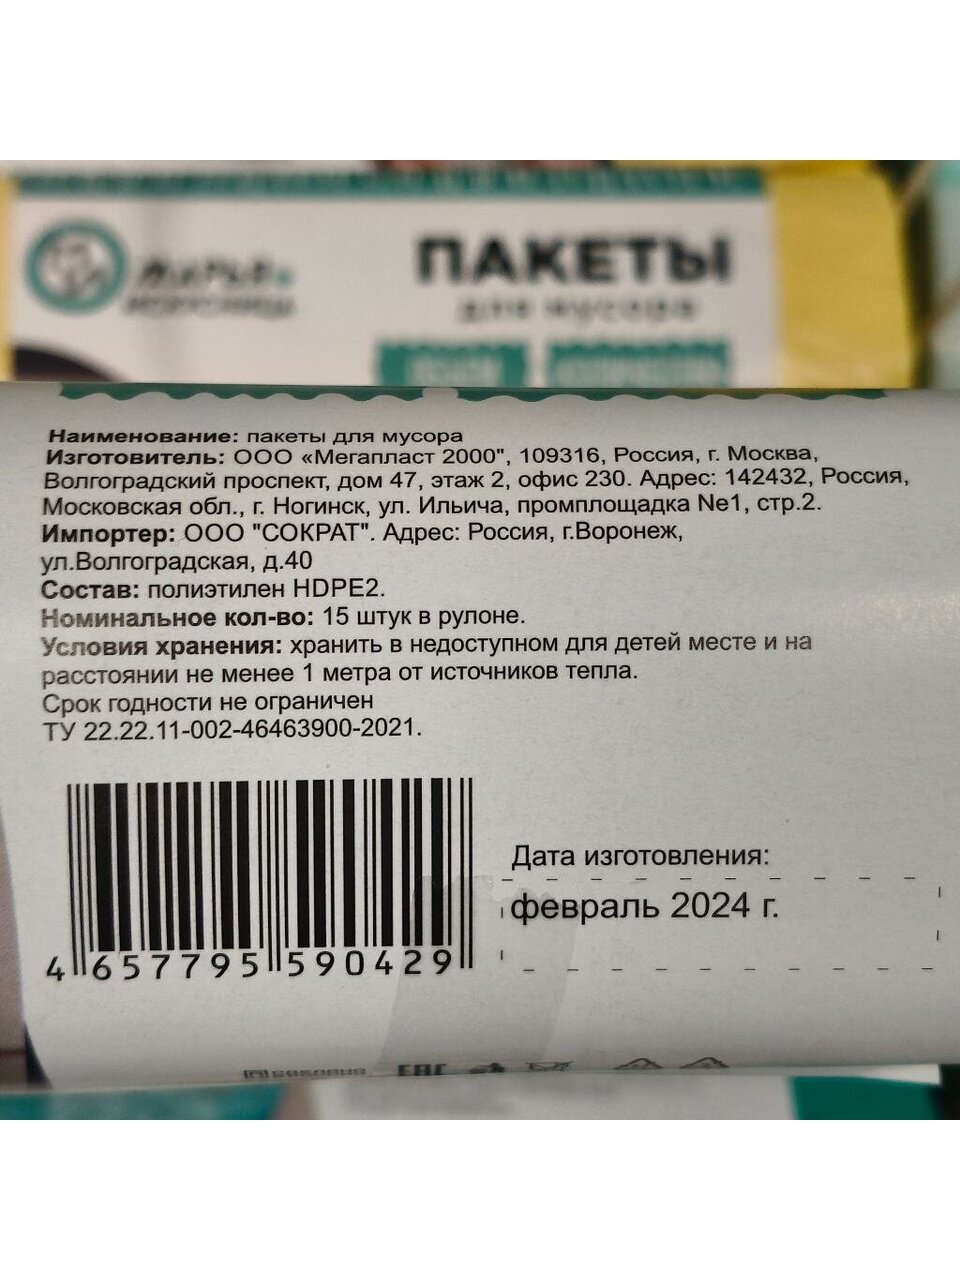 МАРЬЯ
ИСКУСНИЦА
ПАКЕТЫ
для мусора
Наименование: пакеты для мусора
Изготовитель: ООО «Мегапласт 2000", 109316, Россия, г. Москва,
Волгоградский проспект, дом 47, этаж 2, офис 230. Адрес: 142432, Россия,
Московская обл., г. Ногинск, ул. Ильича, промплощадка №1, стр.2.
Импортер: ООО "СОКРАТ". Адрес: Россия, г.Воронеж,
ул.Волгоградская, д.40
Состав: полиэтилен HDPE2.
Номинальное кол-во: 15 штук в рулоне.
Условия хранения: хранить в недоступном для детей месте и на
расстоянии не менее 1 метра от источников тепла.
Срок годности не ограничен
ТУ 22.22.11-002-46463900-2021.
Дата изготовления:
февраль 2024 г.
4 657795 590429
EAC